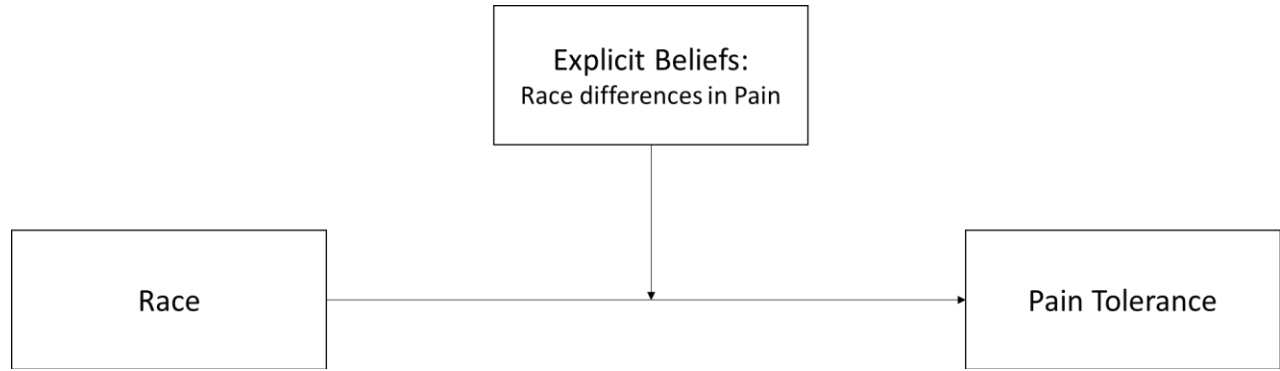 Explicit Beliefs:
Race differences in Pain
Race
Pain Tolerance